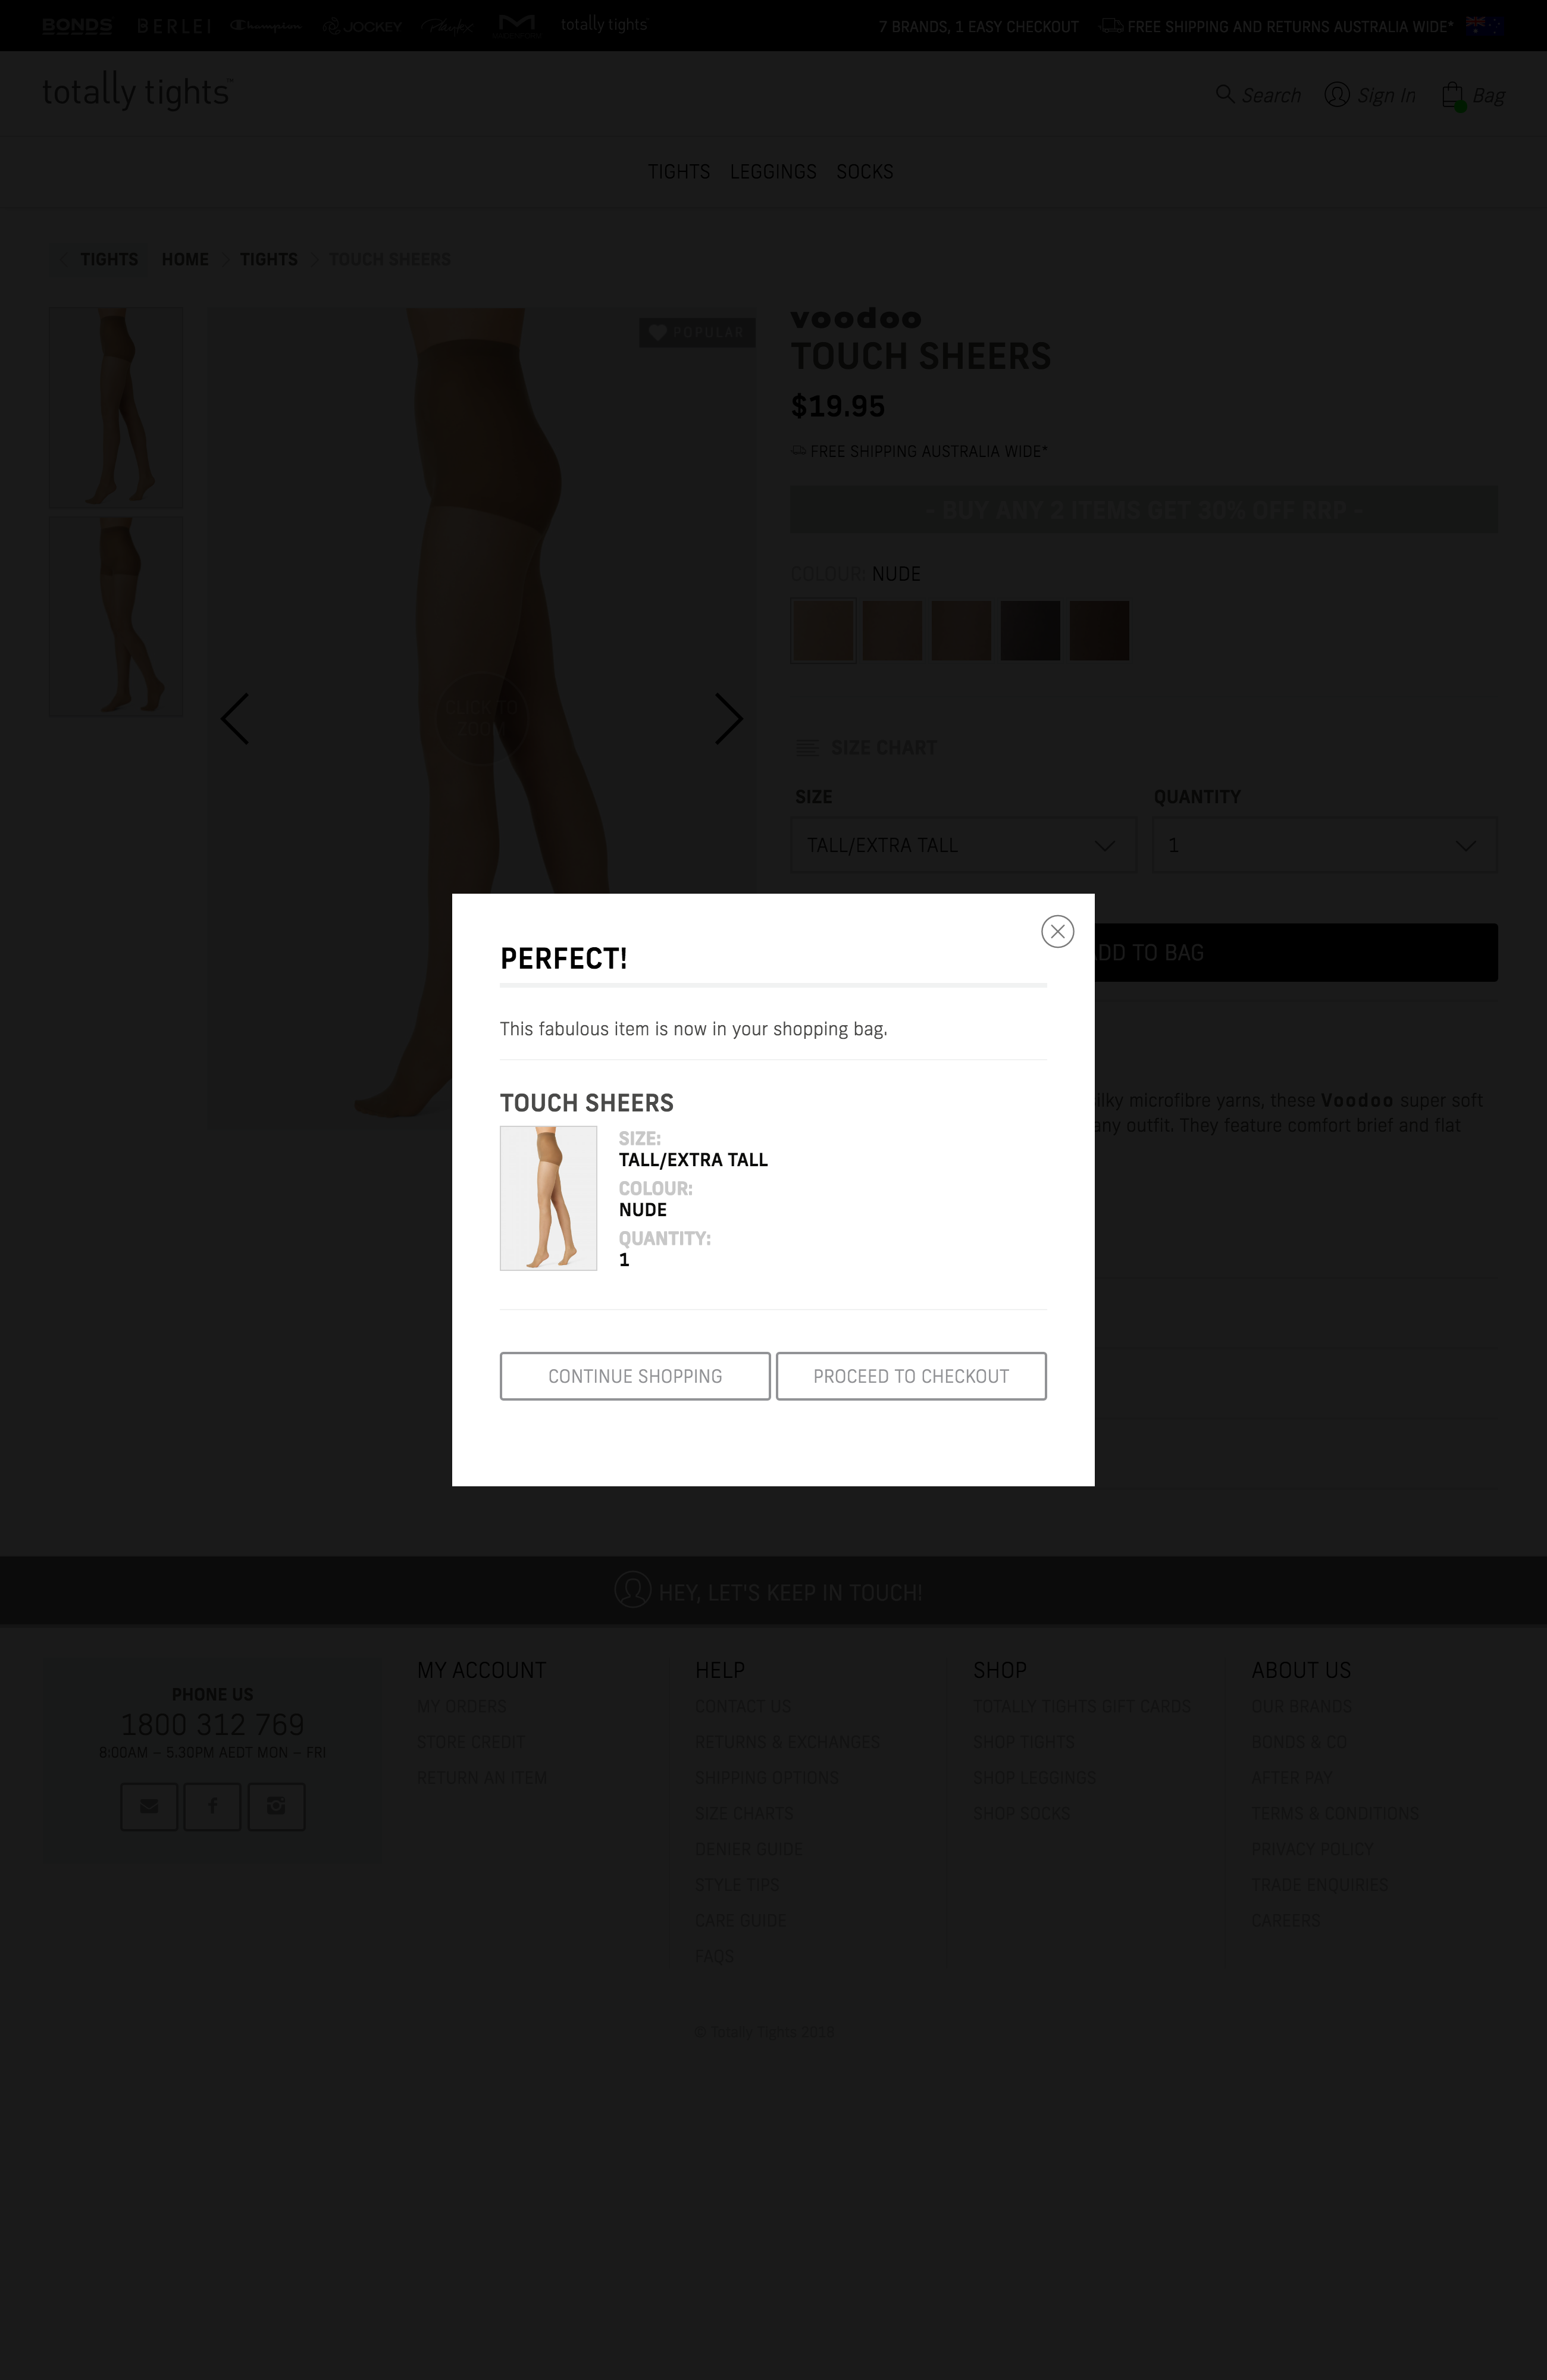 BONDS BERLEI Champion JOCKEY Playtex totally tights 7 BRANDS, 1 EASY CHECKOUT FREE SHIPPING AND RETURNS AUSTRALIA WIDE*
totally tights™ Search Sign In Bag
TIGHTS LEGGINGS SOCKS
TIGHTS HOME TIGHTS TOUCH SHEERS
POPULAR
CLICK TO
ZOOM
voodoo
TOUCH SHEERS
$19.95
FREE SHIPPING AUSTRALIA WIDE*
- BUY ANY 2 ITEMS GET 30% OFF RRP -
COLOUR: NUDE
SIZE CHART
SIZE QUANTITY
TALL/EXTRA TALL 1
ADD TO BAG
microfibre yarns, these Voodoo super soft
any outfit. They feature comfort brief and flat
PERFECT!
This fabulous item is now in your shopping bag.
TOUCH SHEERS
SIZE:
TALL/EXTRA TALL
COLOUR:
NUDE
QUANTITY:
1
CONTINUE SHOPPING PROCEED TO CHECKOUT
HEY, LET'S KEEP IN TOUCH!
PHONE US
1800 312 769
8:00AM – 5.30PM AEDT MON – FRI
f
MY ACCOUNT
MY ORDERS
STORE CREDIT
RETURN AN ITEM
HELP
CONTACT US
RETURNS & EXCHANGES
SHIPPING OPTIONS
SIZE CHARTS
DENIER GUIDE
STYLE TIPS
CARE GUIDE
FAQS
SHOP
TOTALLY TIGHTS GIFT CARDS
SHOP TIGHTS
SHOP LEGGINGS
SHOP SOCKS
ABOUT US
OUR BRANDS
BONDS & CO
AFTER PAY
TERMS & CONDITIONS
PRIVACY POLICY
TRADE ENQUIRIES
CAREERS
© Totally Tights 2019